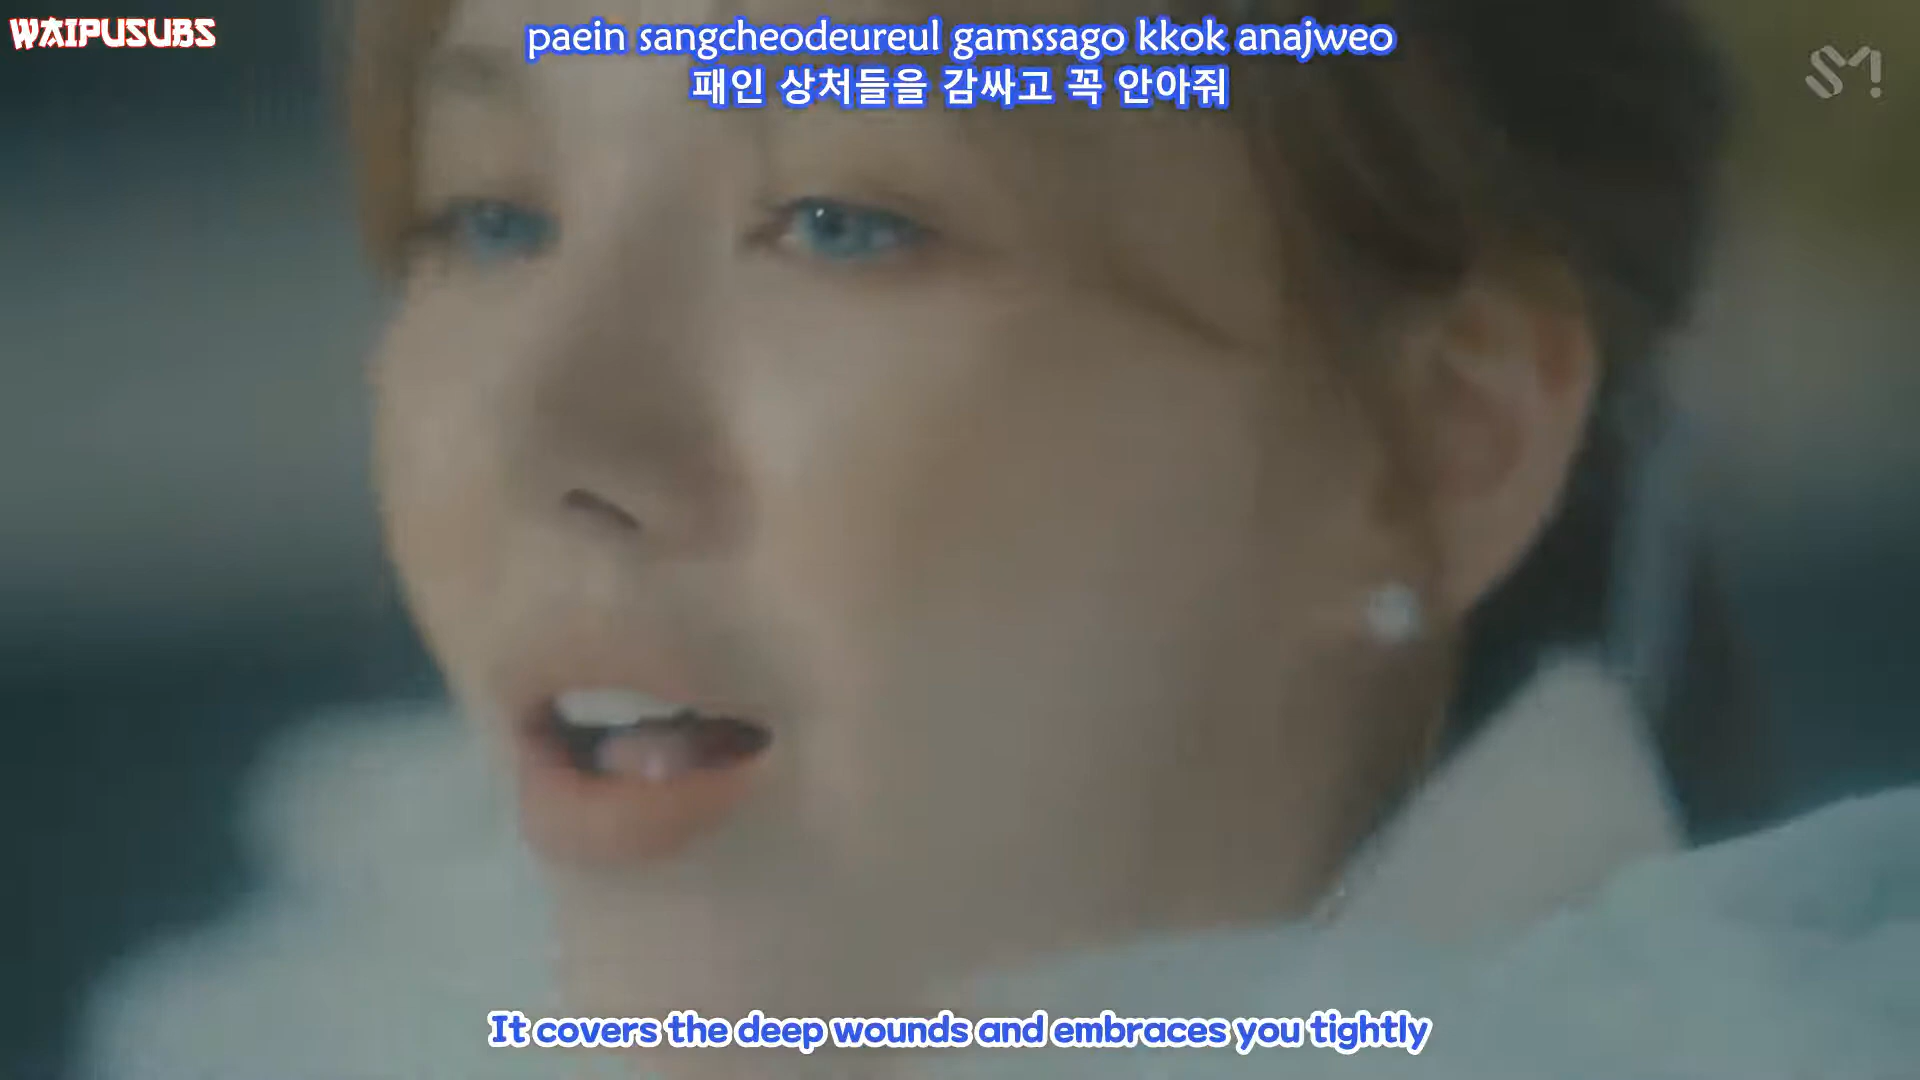 WAIPUSUBS
paein sangcheodeureul gamssago kkok anajweo
패인 상처들을 감싸고 꼭 안아줘
SM!
It covers the deep wounds and embraces you tightly